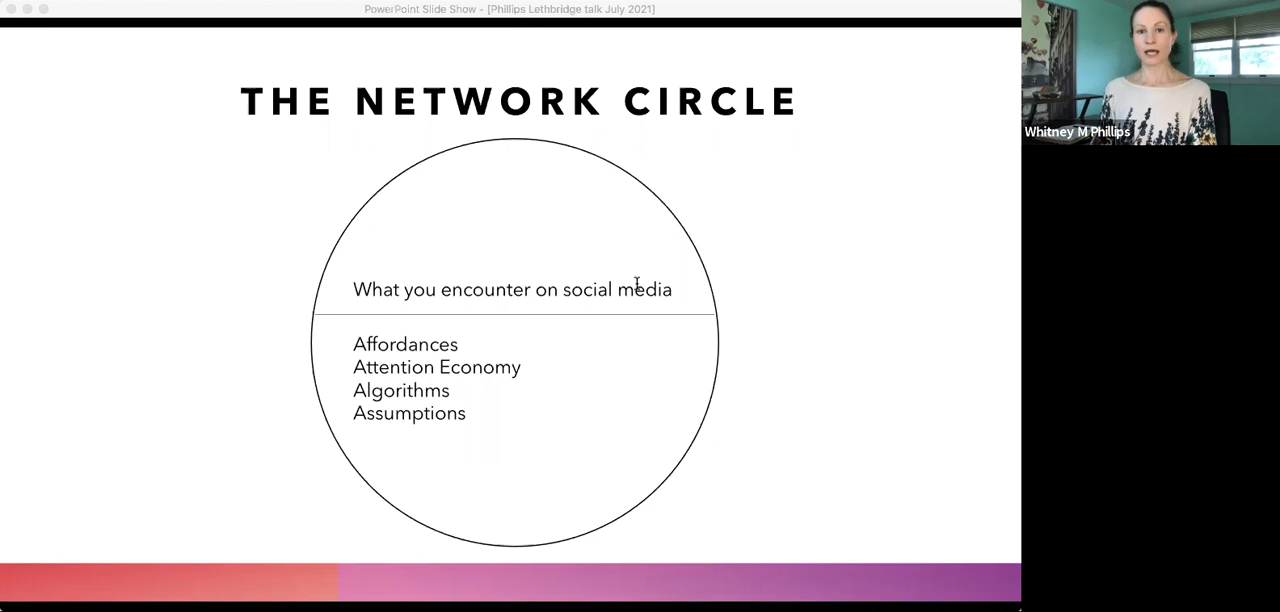 PowerPoint Slide Show - [Phillips Lethbridge talk July 2021]
THE NETWORK CIRCLE
What you encounter on social media
Affordances
Attention Economy
Algorithms
Assumptions
Whitney M Phillips